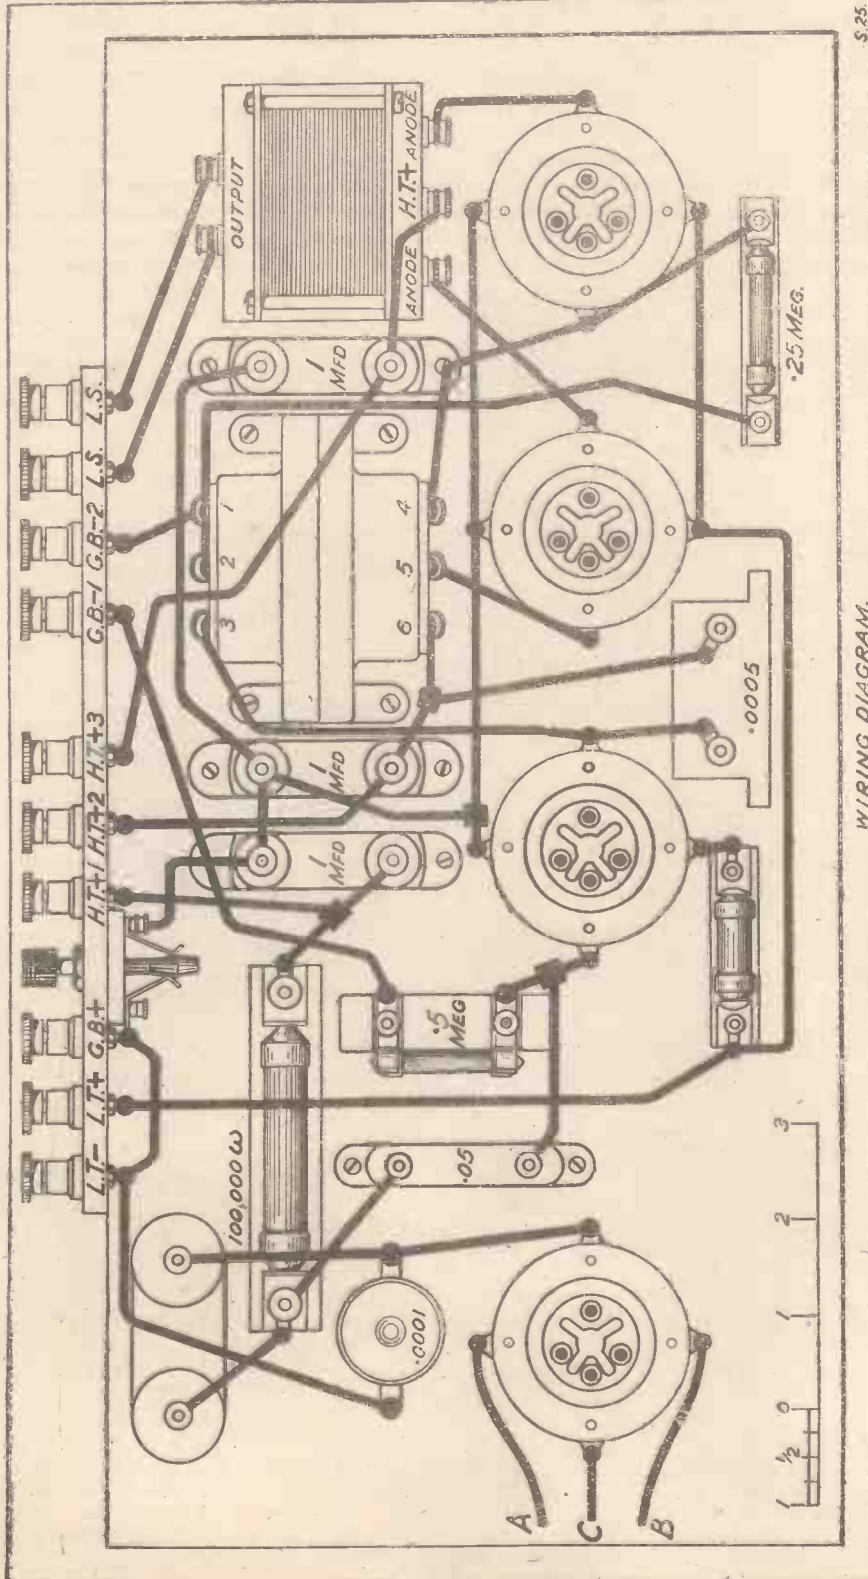 S.25.
OUTPUT
ANODE
H.T.+
ANODE
L.S.
L.S.
G.B.-2
G.B.-1
H.T.+3
H.T.+2
H.T.+1
G.B.+
L.T.+
L.T.-
1 MFD
1
2
3
4
5
6
1 MFD
1 MFD
.25 MEG.
.0005
.5
MEG
100,000 ω
.05
.0001
A
C
B
1
½
0
1
2
3
WIRING DIAGRAM.